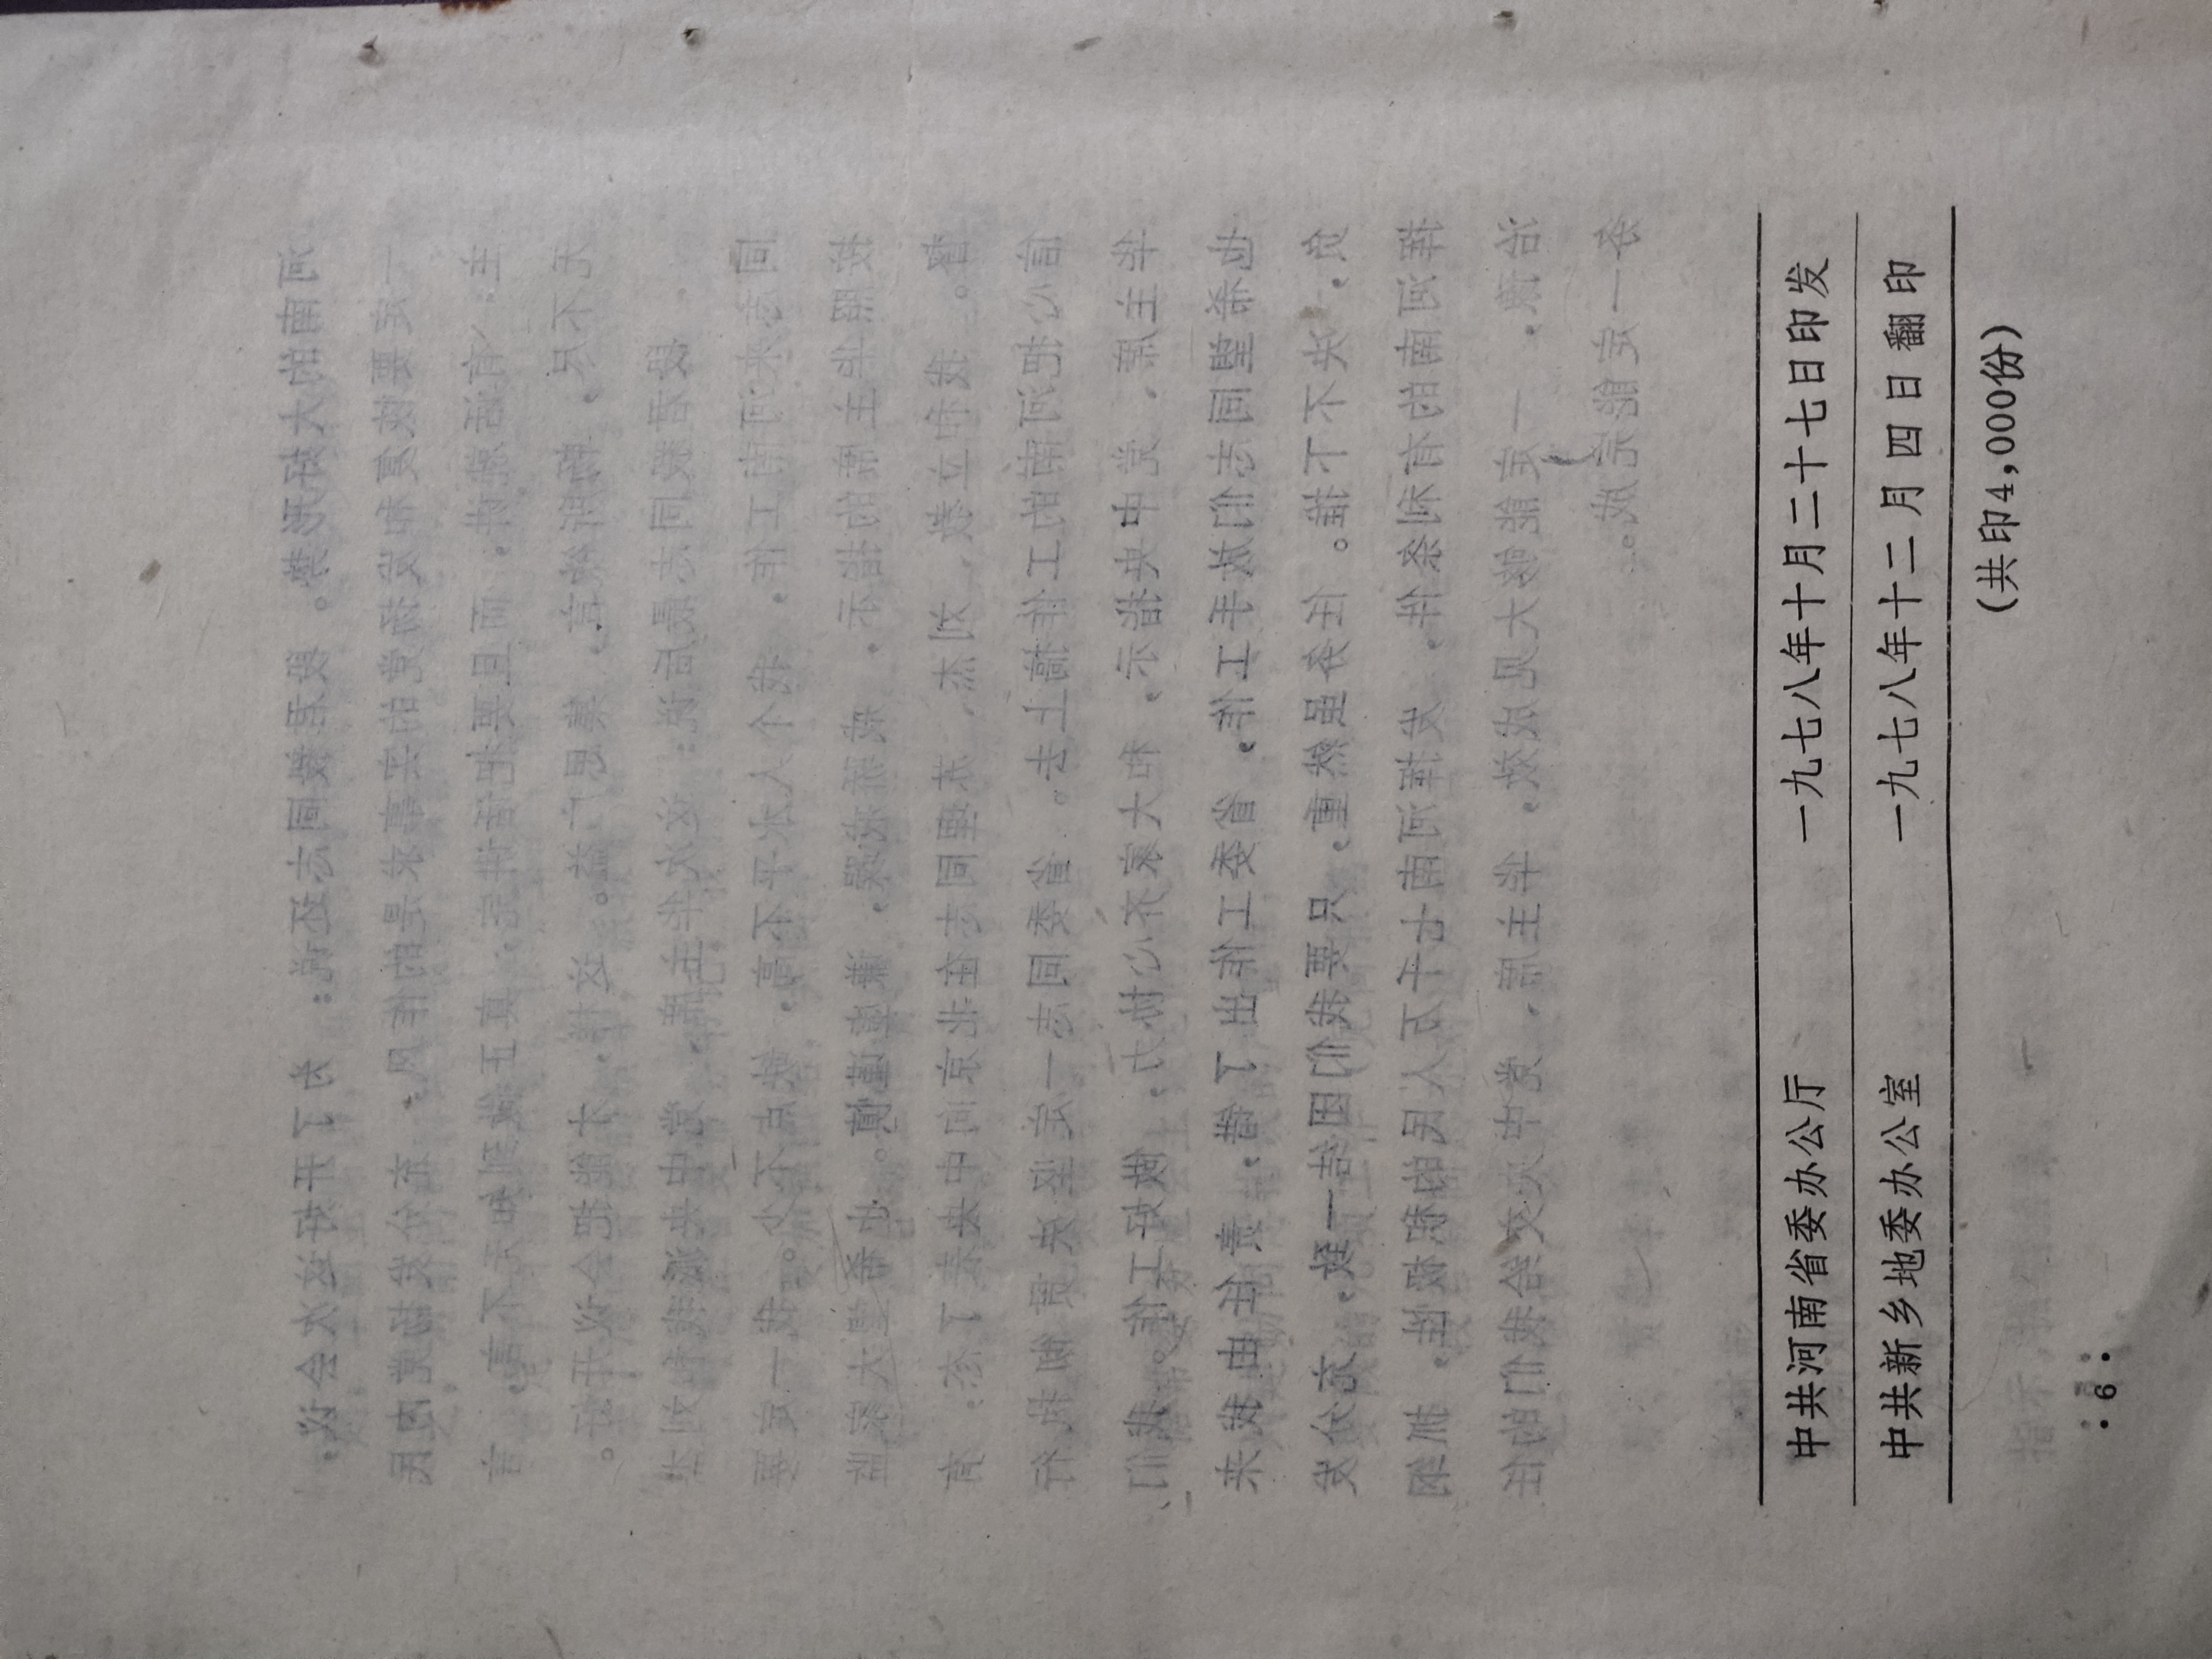 河南的大好形势。段君毅同志还说：为了开好这次会议，
一定要恢复和发扬党的实事求是的作风，充分发扬党内民
主，有话就讲，而且要把话讲完，真正做到知无不言，言
无不尽，畅所欲言，集思广益。这样，才能把会议开好。
段君毅同志最后说：这次华主席、党中央派我和刘杰
同志来河南工作，我个人水平不高，缺点不少。我一定要
按照华主席的指示，戒骄戒躁，谦虚谨慎。也希望大家监
督。我和立教、刘杰、苏理同志在北京向中央表了态，有
信心把河南的工作搞上去。省委同志一定坚决贯彻执行
华主席、党中央指示，和大家齐心协力，做好工作。我们
也希望同志们放手工作，省委工作出了错，责任由我来
负，决不下推。任务虽然重，只要我们团结一致，充分发
挥河南的有利条件，发挥河南七千万人民的积极性，抓纲
治豫，一定能够大见成效，华主席、党中央交给我们的任
务一定能完成。
中共河南省委办公厅 一九七八年十月二十七日印发
中共新乡地委办公室 一九七八年十二月四日翻印
(共印4,000份)
·6·